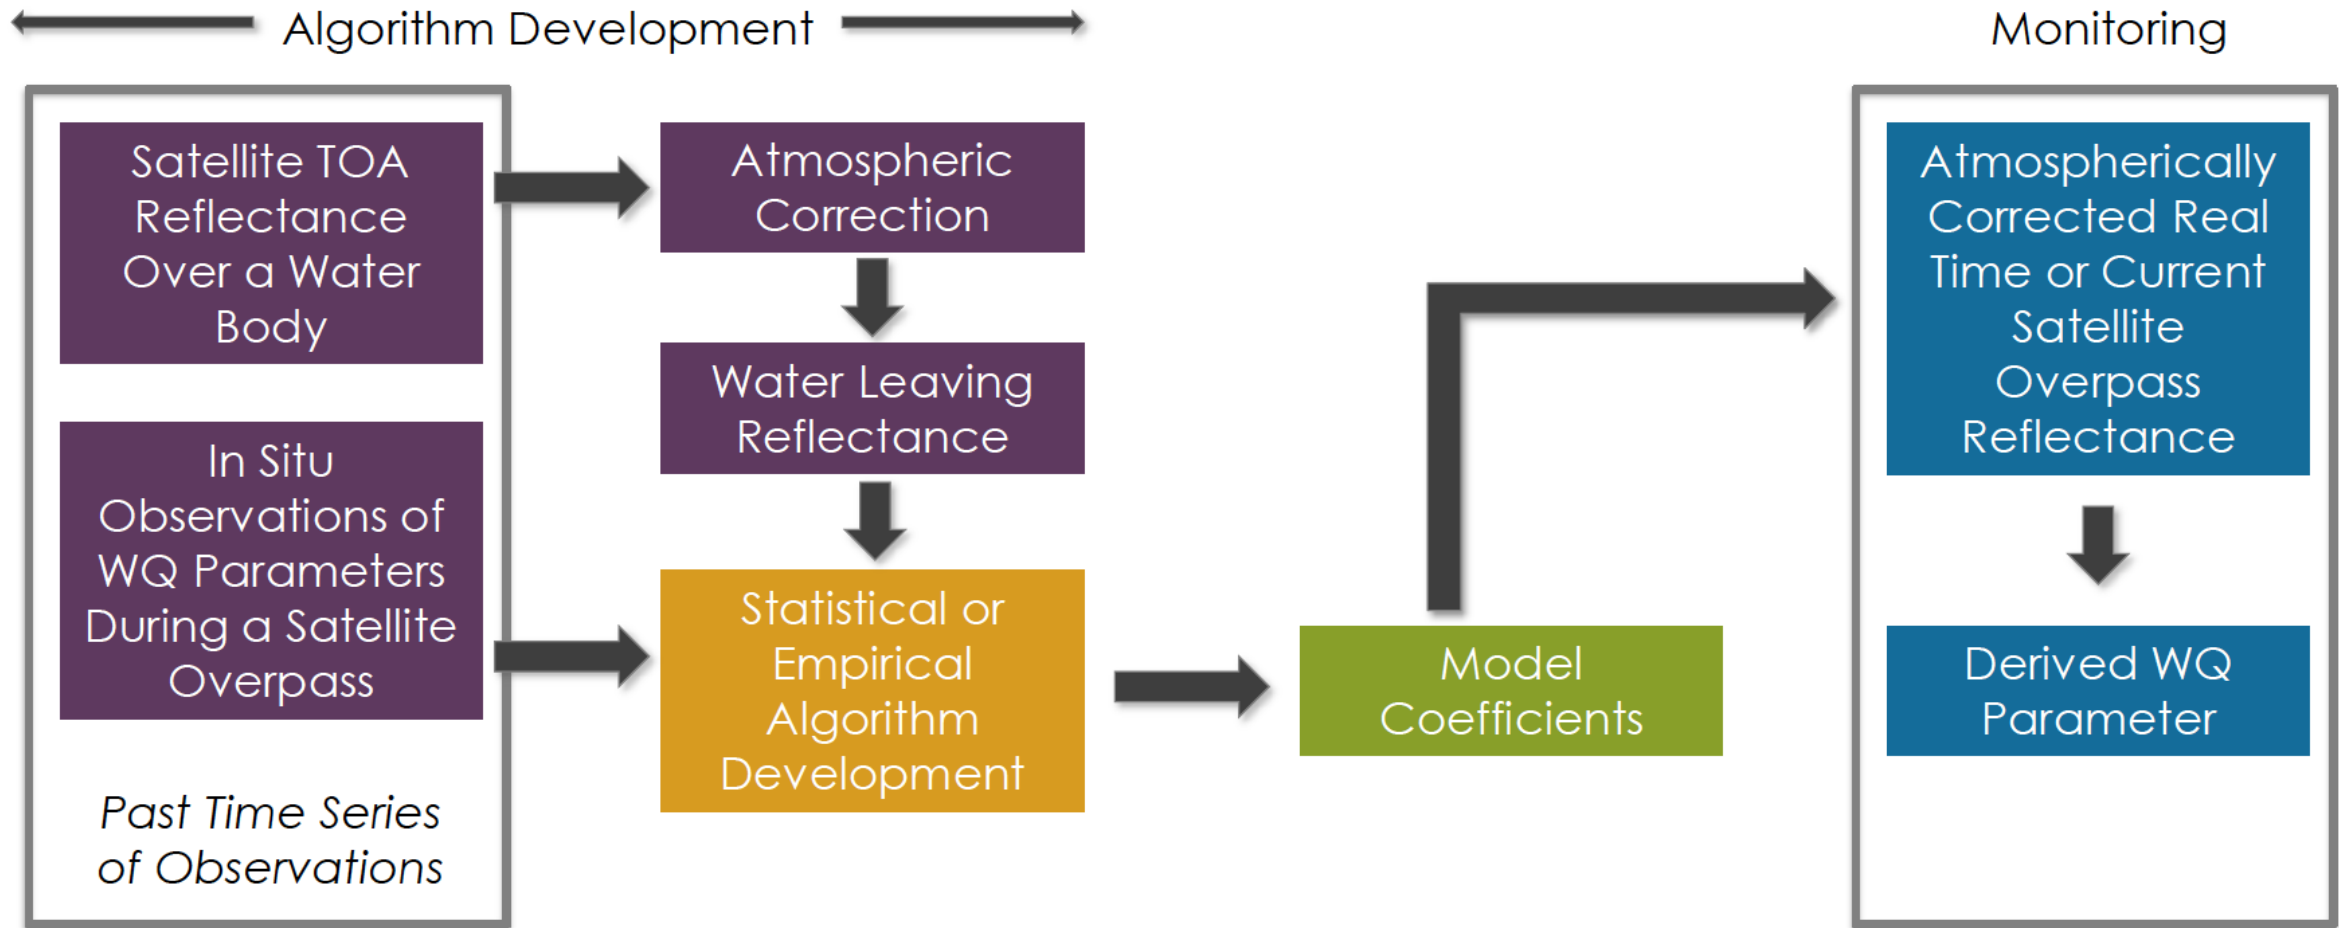 Algorithm Development
Monitoring
Satellite TOA
Reflectance
Over a Water
Body
In Situ
Observations of
WQ Parameters
During a Satellite
Overpass
Past Time Series
of Observations
Atmospheric
Correction
Water Leaving
Reflectance
Statistical or
Empirical
Algorithm
Development
Model
Coefficients
Atmospherically
Corrected Real
Time or Current
Satellite
Overpass
Reflectance
Derived WQ
Parameter